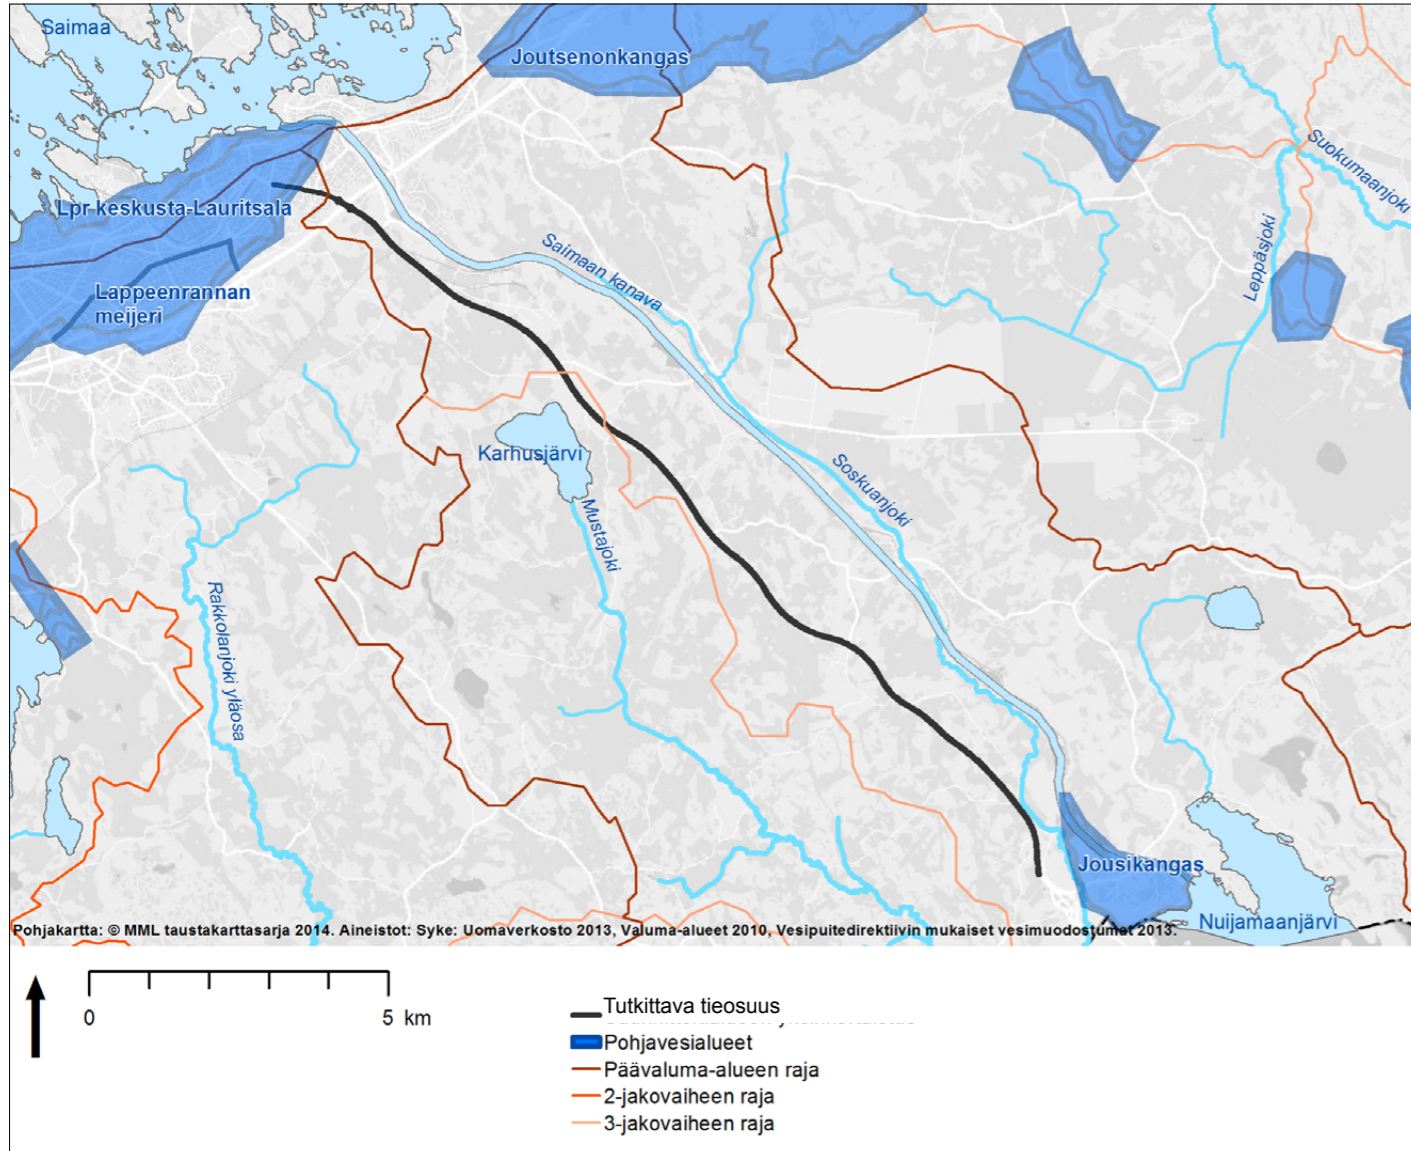 Saimaa
Joutsenonkangas
Suokumaanjoki
Lpr keskusta-Lauritsala
Leppäsjoki
Saimaan kanava
Lappeenrannan
meijeri
Karhusjärvi
Soskuanjoki
Mustajoki
Rakkolanjoki yläosa
Jousikangas
Nuijamaanjärvi
Pohjakartta: © MML taustakarttasarja 2014. Aineistot: Syke: Uomaverkosto 2013, Valuma-alueet 2010, Vesipuitedirektiivin mukaiset vesimuodostumat 2013.
0 5 km
Tutkittava tieosuus
Pohjavesialueet
Päävaluma-alueen raja
2-jakovaiheen raja
3-jakovaiheen raja